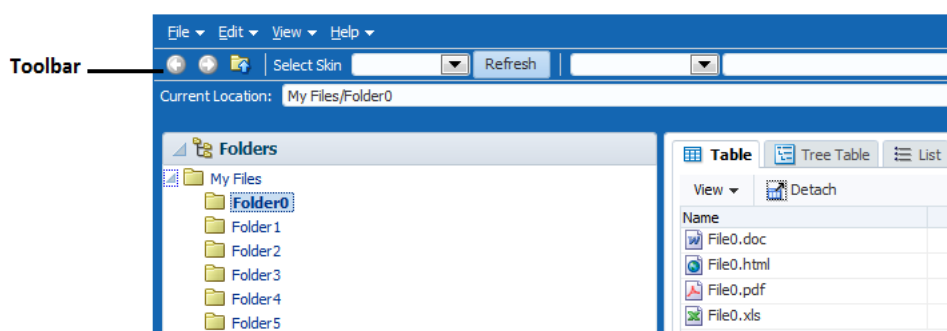 File Edit View Help
Toolbar
Select Skin Refresh
Current Location: My Files/Folder0
Folders
My Files
Folder0
Folder1
Folder2
Folder3
Folder4
Folder5
Table Tree Table List
View Detach
Name
File0.doc
File0.html
File0.pdf
File0.xls